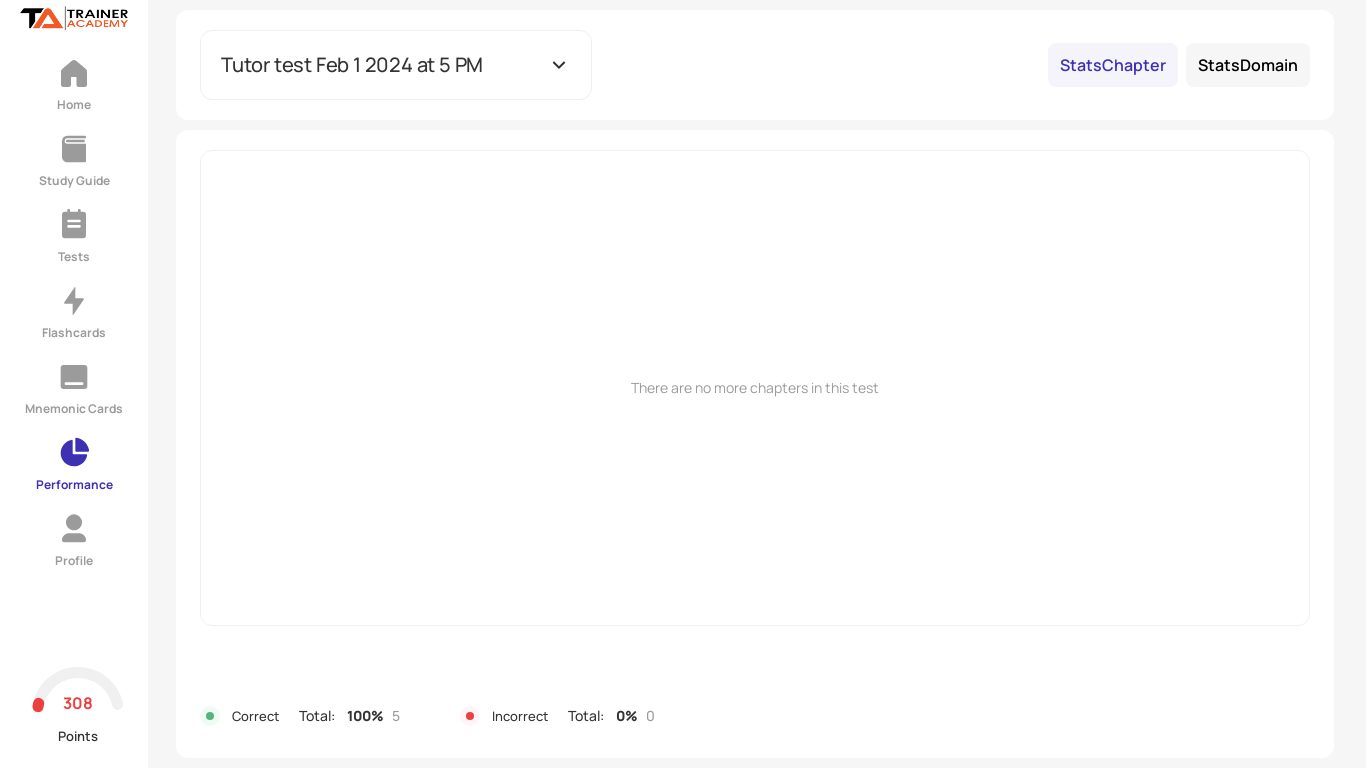 TA TRAINER
ACADEMY
Home
Study Guide
Tests
Flashcards
Mnemonic Cards
Performance
Profile
308
Points
Tutor test Feb 1 2024 at 5 PM
StatsChapter
StatsDomain
There are no more chapters in this test
Correct Total: 100% 5
Incorrect Total: 0% 0